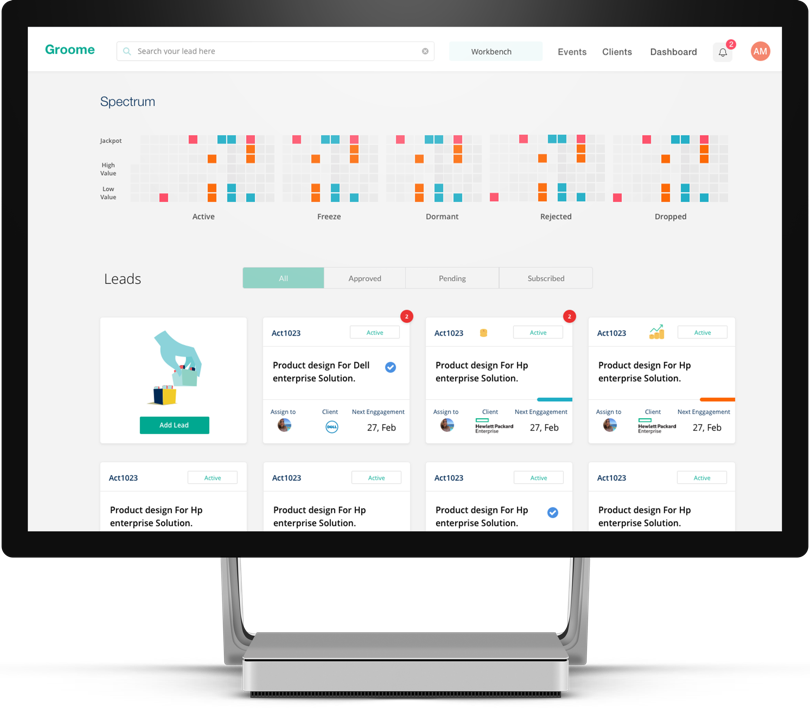 Groome
Search your lead here
Workbench
Events
Clients
Dashboard
2
AM
Spectrum
Jackpot
High
Value
Low
Value
Active
Freeze
Dormant
Rejected
Dropped
Leads
All
Approved
Pending
Subscribed
Add Lead
2
Act1023
Active
Product design For Dell
enterprise Solution.
Assign to
Client
Next Enggagement
DELL
27, Feb
2
Act1023
Active
Product design For Hp
enterprise Solution.
Assign to
Client
Next Enggagement
Hewlett Packard
Enterprise
27, Feb
Act1023
Active
Product design For Hp
enterprise Solution.
Assign to
Client
Next Enggagement
Hewlett Packard
Enterprise
27, Feb
Act1023
Active
Product design For Hp
enterprise Solution.
Act1023
Active
Product design For Hp
enterprise Solution.
Act1023
Active
Product design For Hp
enterprise Solution.
Act1023
Active
Product design For Hp
enterprise Solution.